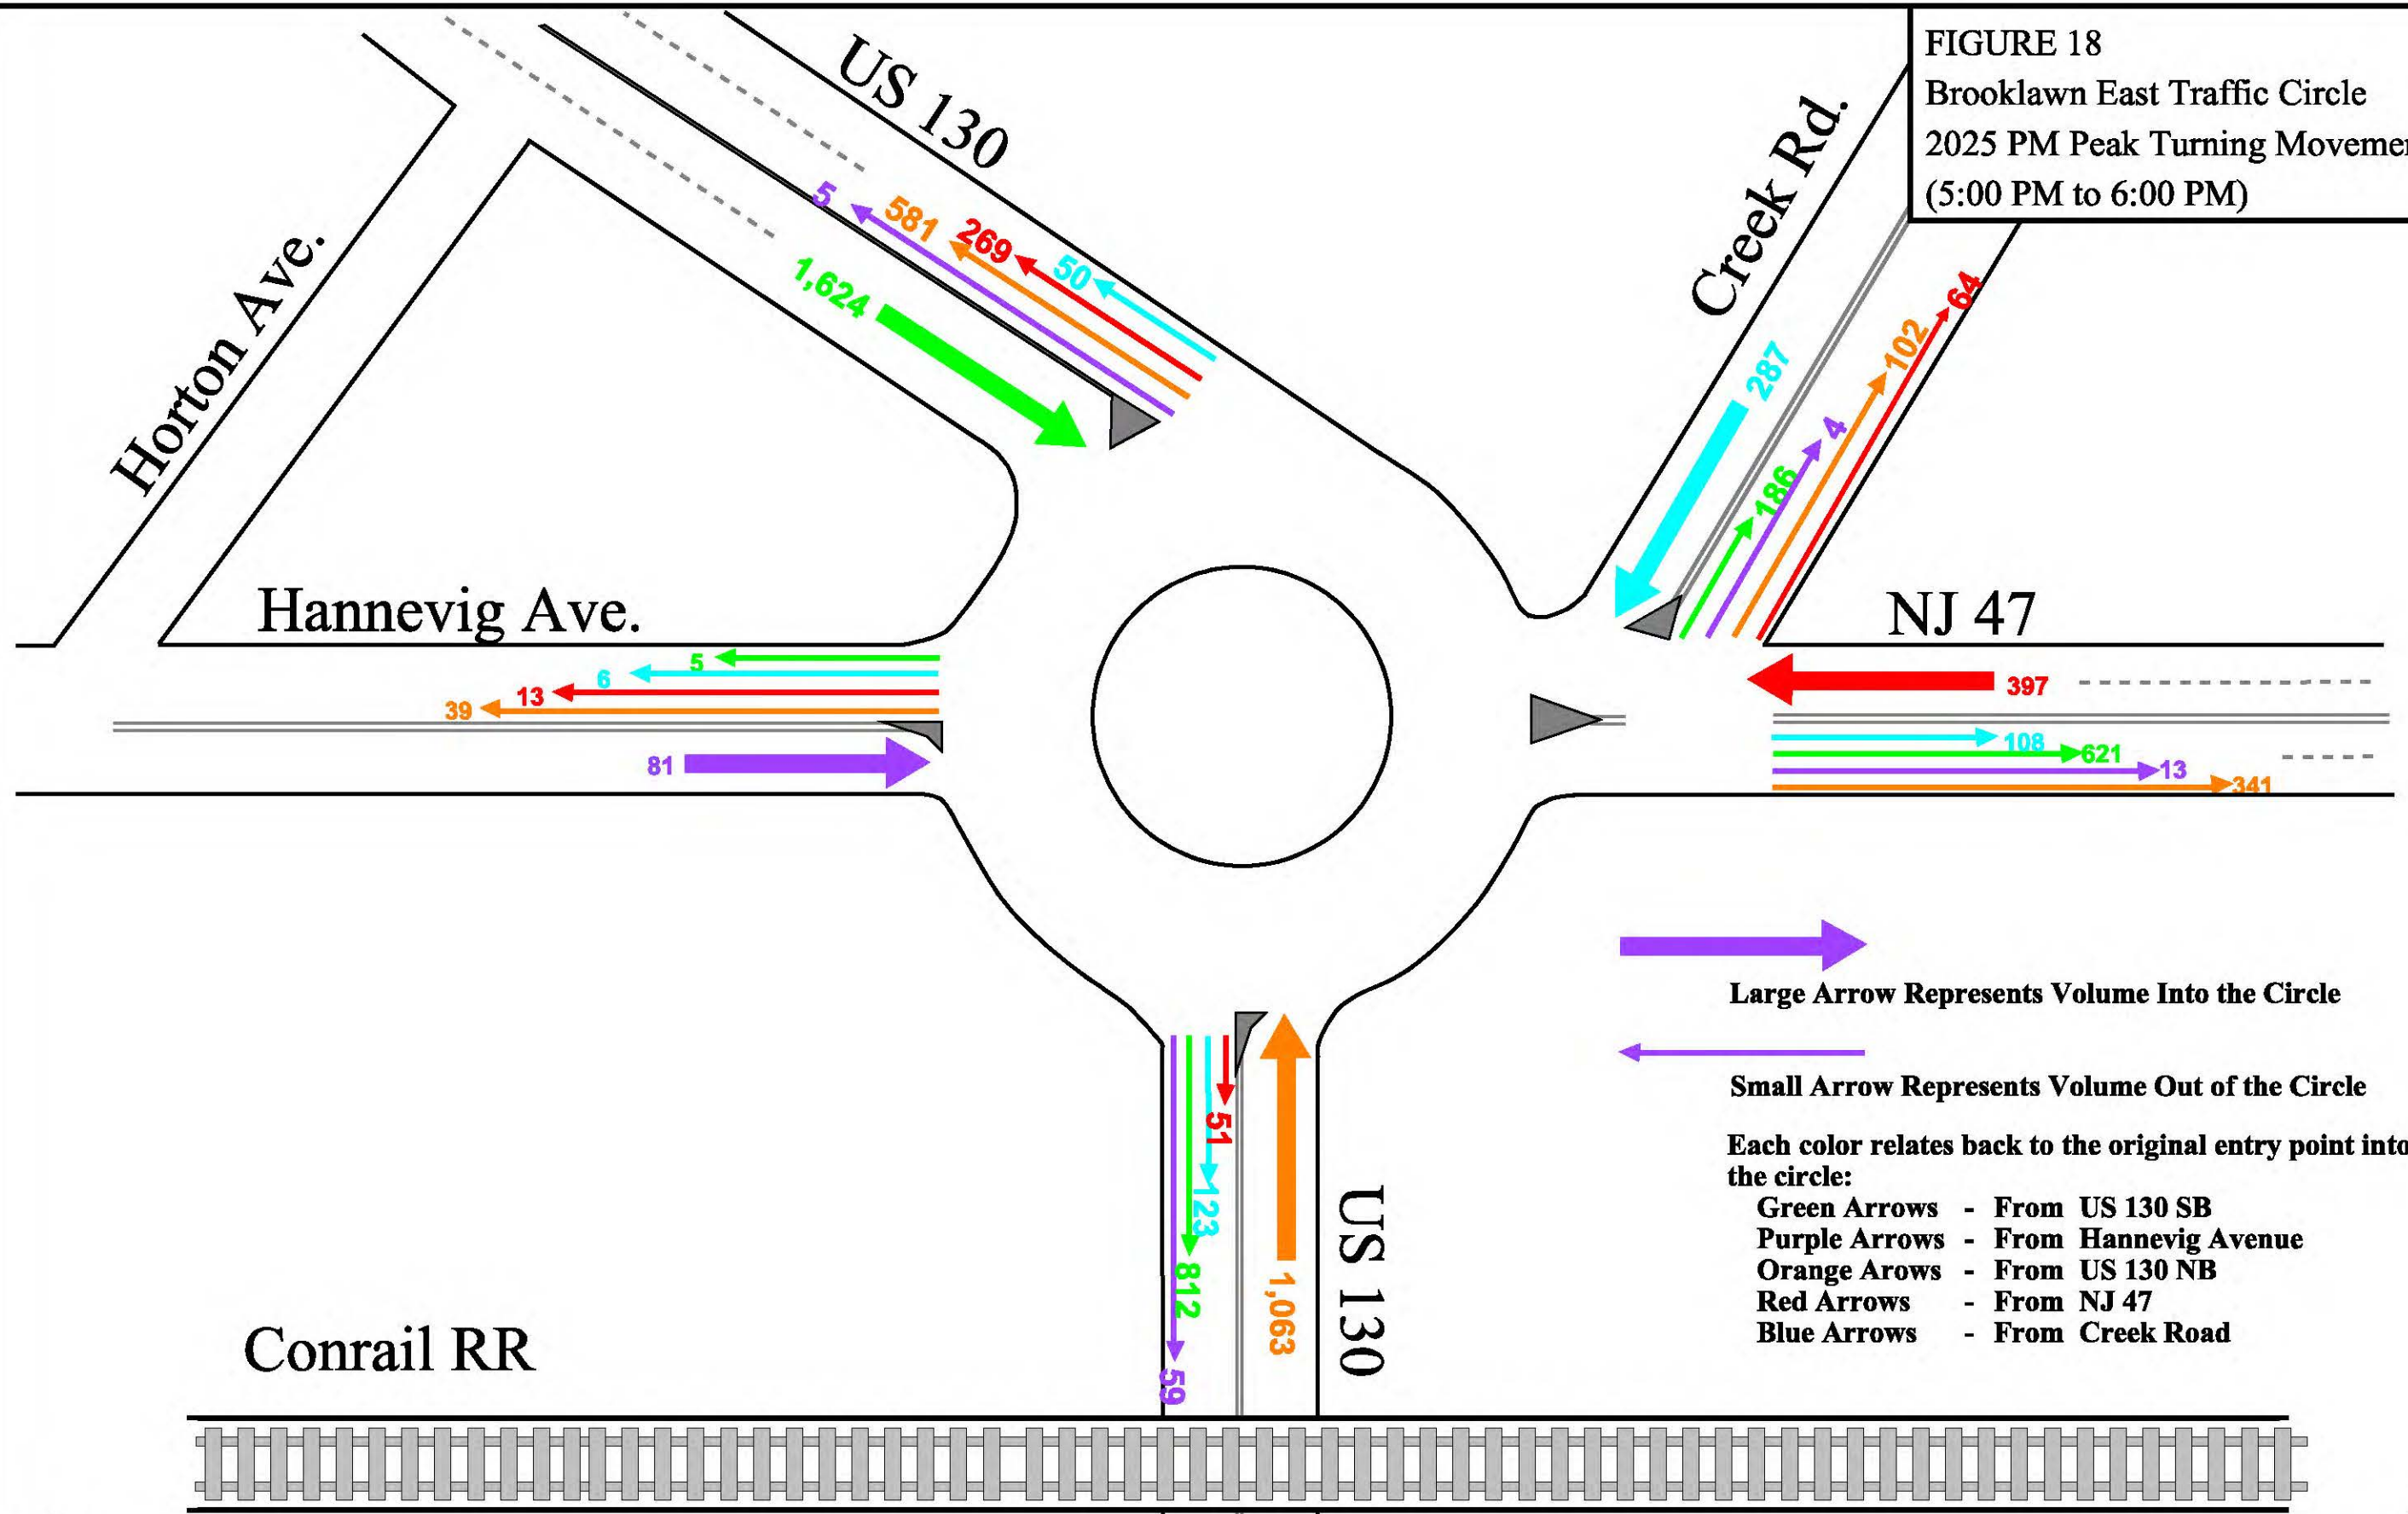 FIGURE 18
Brooklawn East Traffic Circle
2025 PM Peak Turning Movemen
(5:00 PM to 6:00 PM)
US 130
Creek Rd.
Horton Ave.
5
581
269
50
1,624
287
186
4
102
64
Hannevig Ave.
NJ 47
5
6
13
39
81
397
108
621
13
341
Large Arrow Represents Volume Into the Circle
Small Arrow Represents Volume Out of the Circle
51
123
812
59
1,063
US 130
Each color relates back to the original entry point into
the circle:
Green Arrows - From US 130 SB
Purple Arrows - From Hannevig Avenue
Orange Arows - From US 130 NB
Red Arrows - From NJ 47
Blue Arrows - From Creek Road
Conrail RR